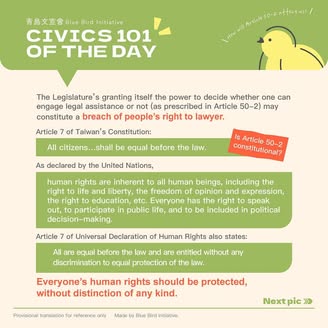 青鳥文宣會 Blue Bird Initiative
CIVICS 101
OF THE DAY
The Legislature's granting itself the power to decide whether one can
engage legal assistance or not (as prescribed in Article 50-2) may
constitute a breach of people's right to lawyer.
Article 7 of Taiwan's Constitution:
All citizens...shall be equal before the law.
Is Article 50-2
constitutional?
As declared by the United Nations,
human rights are inherent to all human beings, including the
right to life and liberty, the freedom of opinion and expression,
the right to education, etc. Everyone has the right to speak
out, to participate in public life, and to be included in political
decision-making.
Article 7 of Universal Declaration of Human Rights also states:
All are equal before the law and are entitled without any
discrimination to equal protection of the law.
Everyone's human rights should be protected,
without distinction of any kind.
Next pic
Provisional translation for reference only Made by Blue Bird Initiative.